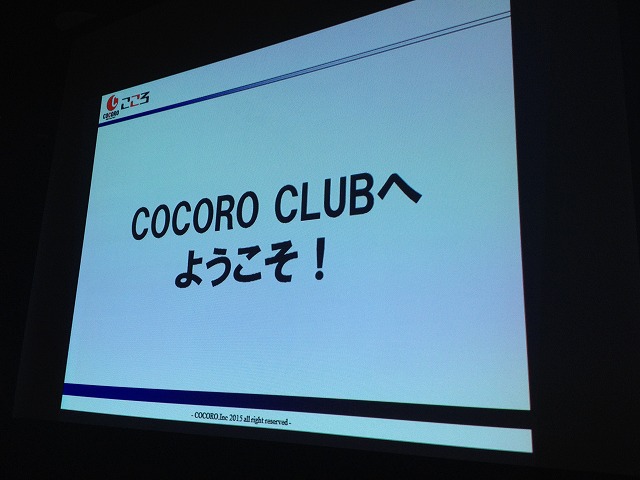 COCORO
こころ
COCORO CLUBへ
ようこそ！
- COCORO.Inc 2015 all right reserved -